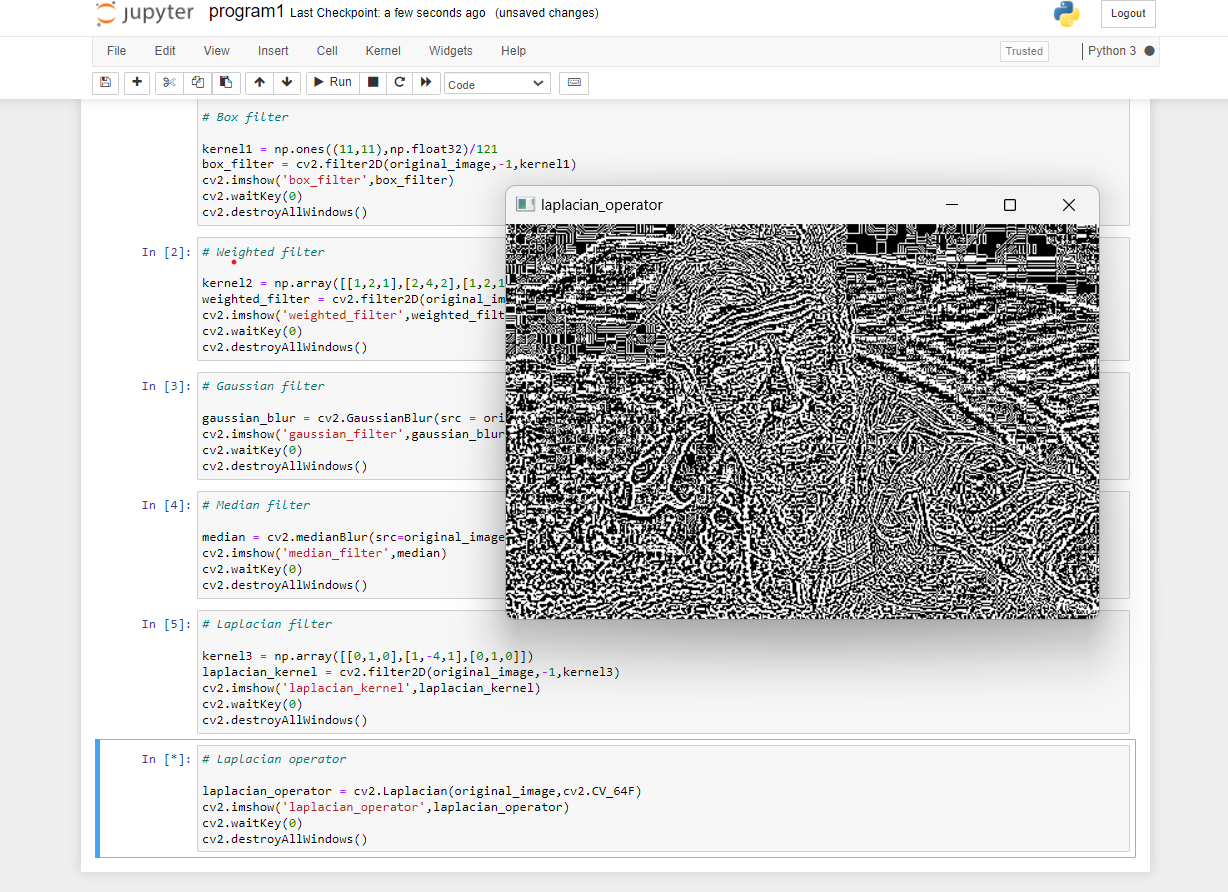 jupyter program1 Last Checkpoint: a few seconds ago (unsaved changes)
Logout
File Edit View Insert Cell Kernel Widgets Help
Trusted
Python 3
Run
Code
# Box filter
kernel1 = np.ones((11,11),np.float32)/121
box_filter = cv2.filter2D(original_image,-1,kernel1)
cv2.imshow('box_filter',box_filter)
cv2.waitKey(0)
cv2.destroyAllWindows()
laplacian_operator
In [2]: # Weighted filter
kernel2 = np.array([[1,2,1],[2,4,2],[1,2,1
weighted_filter = cv2.filter2D(original_im
cv2.imshow('weighted_filter',weighted_filt
cv2.waitKey(0)
cv2.destroyAllWindows()
In [3]: # Gaussian filter
gaussian_blur = cv2.GaussianBlur(src = ori
cv2.imshow('gaussian_filter',gaussian_blur
cv2.waitKey(0)
cv2.destroyAllWindows()
In [4]: # Median filter
median = cv2.medianBlur(src=original_image
cv2.imshow('median_filter',median)
cv2.waitKey(0)
cv2.destroyAllWindows()
In [5]: # Laplacian filter
kernel3 = np.array([[0,1,0],[1,-4,1],[0,1,0]])
laplacian_kernel = cv2.filter2D(original_image,-1,kernel3)
cv2.imshow('laplacian_kernel',laplacian_kernel)
cv2.waitKey(0)
cv2.destroyAllWindows()
In [*]: # Laplacian operator
laplacian_operator = cv2.Laplacian(original_image,cv2.CV_64F)
cv2.imshow('laplacian_operator',laplacian_operator)
cv2.waitKey(0)
cv2.destroyAllWindows()